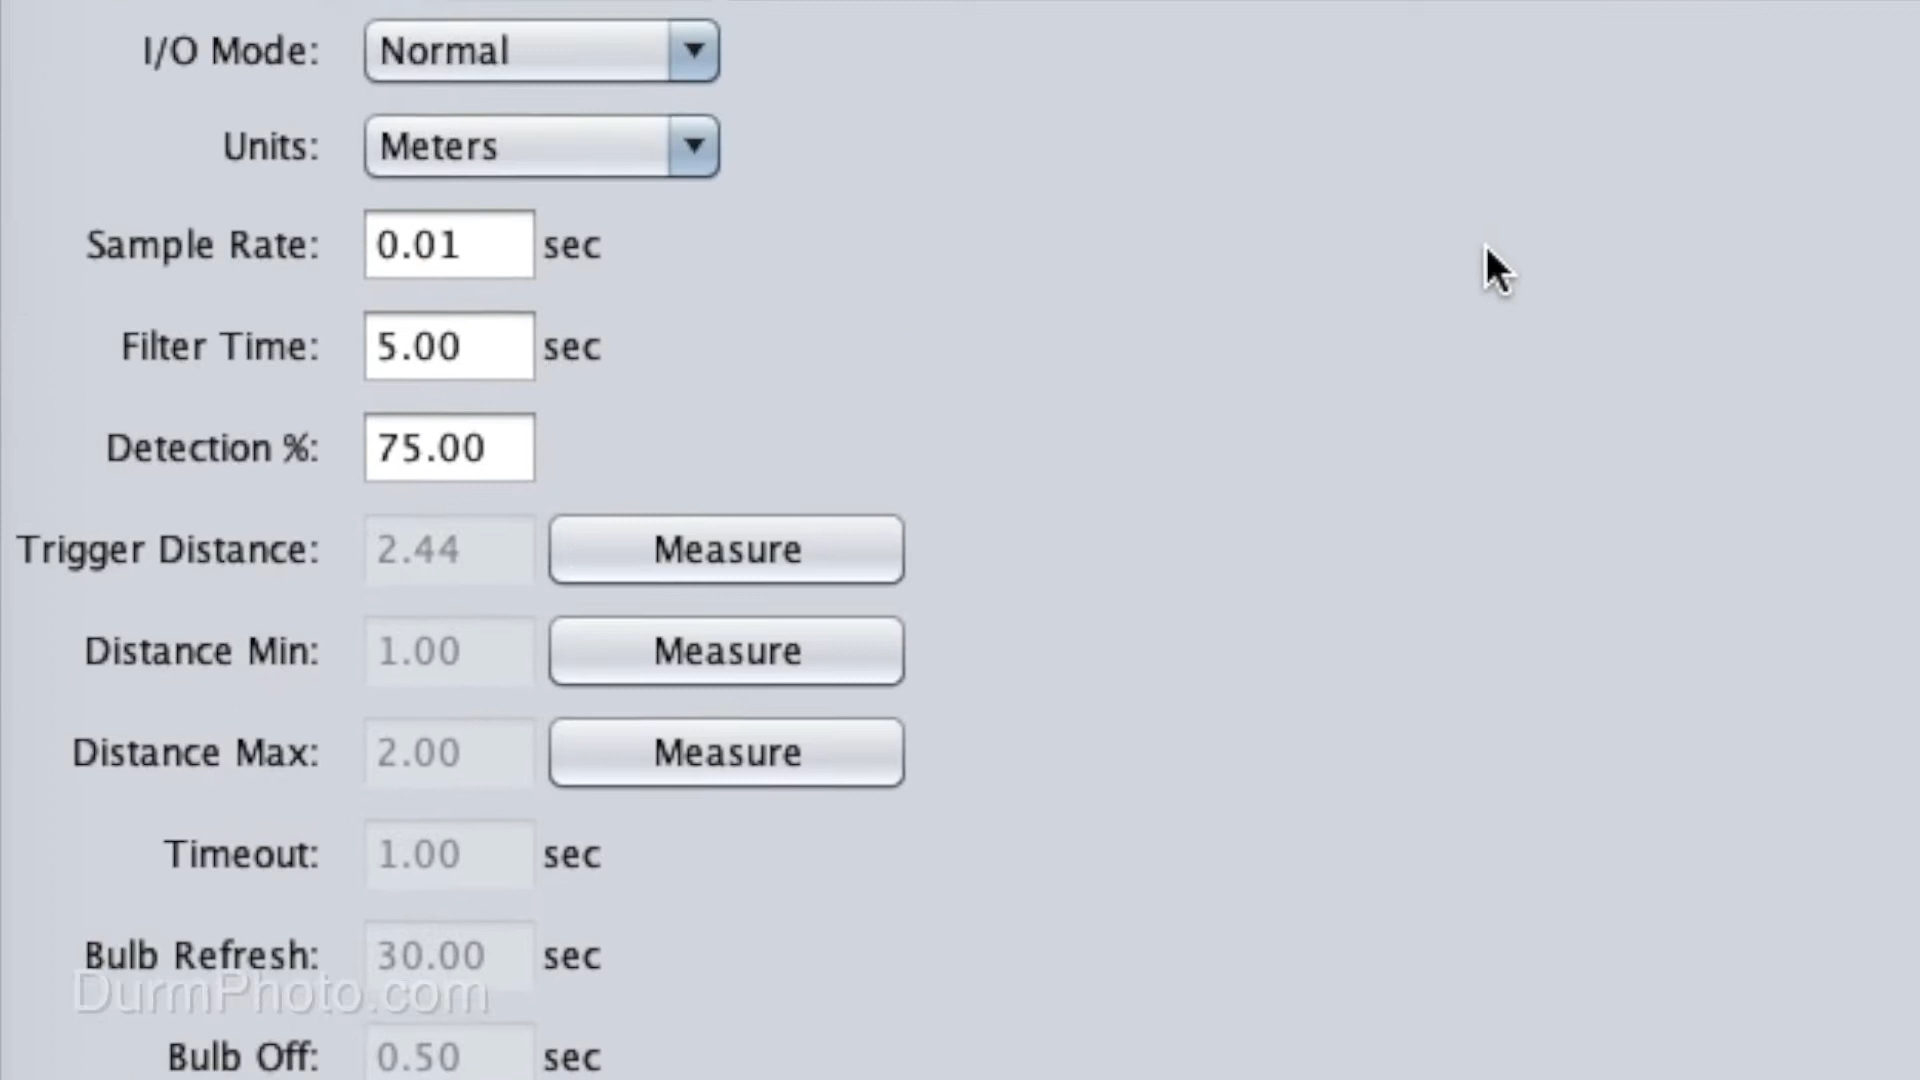 I/O Mode: Normal
Units: Meters
Sample Rate: 0.01 sec
Filter Time: 5.00 sec
Detection %: 75.00
Trigger Distance: 2.44 Measure
Distance Min: 1.00 Measure
Distance Max: 2.00 Measure
Timeout: 1.00 sec
Bulb Refresh: 30.00 sec
DurmPhoto.com
Bulb Off: 0.50 sec